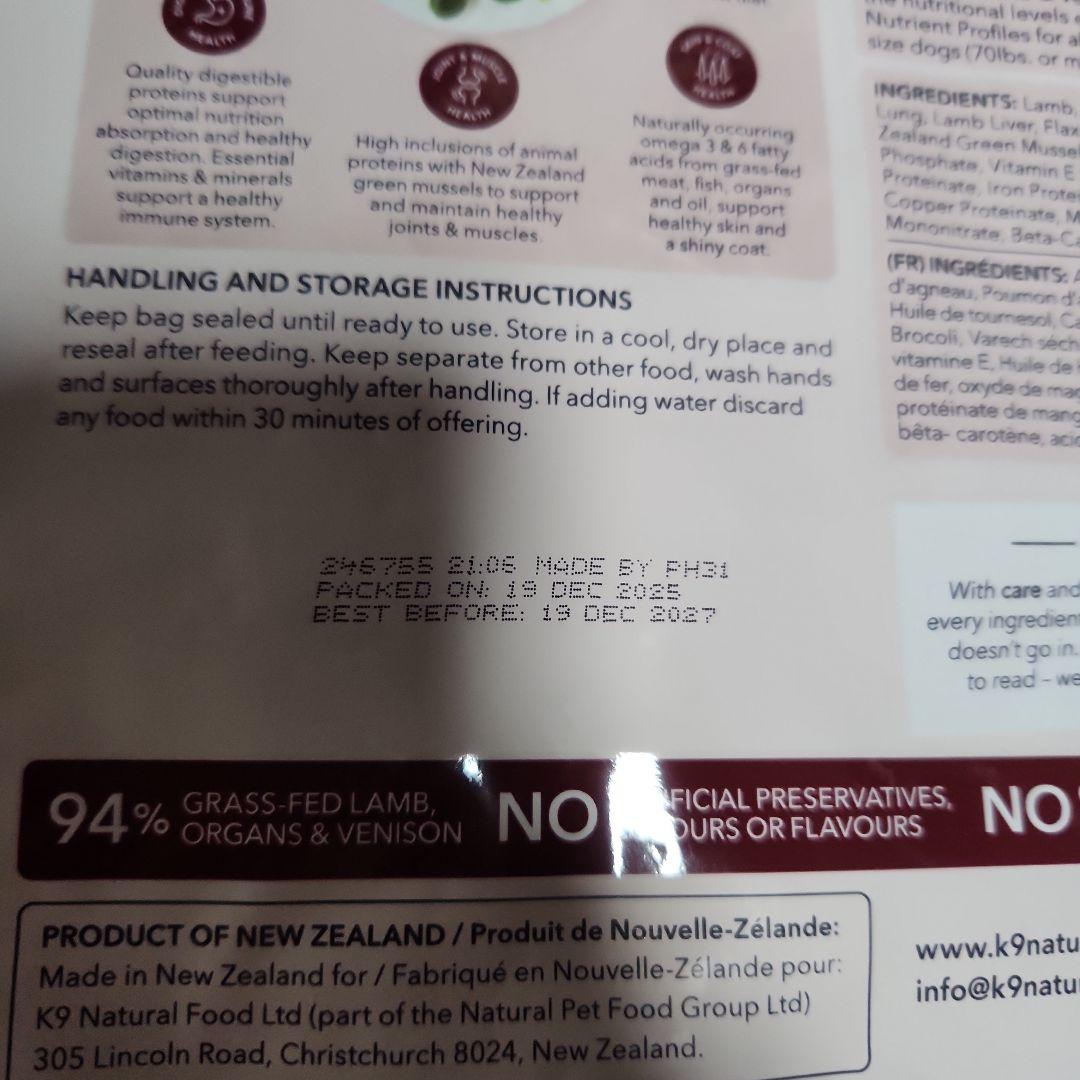 HEALTH
Quality digestible
proteins support
optimal nutrition
absorption and healthy
digestion. Essential
vitamins & minerals
support a healthy
immune system.
JOINT & MUSCLE
HEALTH
High inclusions of animal
proteins with New Zealand
green mussels to support
and maintain healthy
joints & muscles.
SKIN & COAT
HEALTH
Naturally occurring
omega 3 & 6 fatty
acids from grass-fed
meat, fish, organs
and oil, support
healthy skin and
a shiny coat.
the nutritional levels
Nutrient Profiles for
size dogs (70lbs. or
INGREDIENTS: Lamb,
Lung, Lamb Liver,
Zealand Green
Phosphate, Vitamin E
Proteinate, Iron
Copper Proteinate,
Mononitrate,
(FR) INGRÉDIENTS:
d'agneau, Poumon
Huile de tournesol,
Brocoli, Varech
vitamine E, Huile de
de fer, oxyde de
protéinate de
bêta- carotène,
HANDLING AND STORAGE INSTRUCTIONS
Keep bag sealed until ready to use. Store in a cool, dry place and
reseal after feeding. Keep separate from other food, wash hands
and surfaces thoroughly after handling. If adding water discard
any food within 30 minutes of offering.
246755 21:06 MADE BY PH31
PACKED ON: 19 DEC 2025
BEST BEFORE: 19 DEC 2027
With care and
every
doesn't go in.
to read – we
94% GRASS-FED LAMB,
ORGANS & VENISON
NO FICIAL PRESERVATIVES,
OURS OR FLAVOURS
NO
PRODUCT OF NEW ZEALAND / Produit de Nouvelle-Zélande:
Made in New Zealand for / Fabriqué en Nouvelle-Zélande pour:
K9 Natural Food Ltd (part of the Natural Pet Food Group Ltd)
305 Lincoln Road, Christchurch 8024, New Zealand.
www.k9natu
info@k9natu